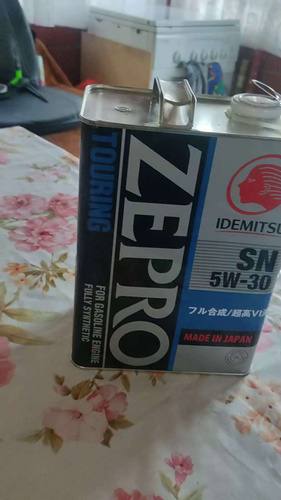 ZEPRO
TOURING
FOR GASOLINE ENGINE
FULLY SYNTHETIC
IDEMITSU
SN
5W-30
フル合成/超高VI
MADE IN JAPAN